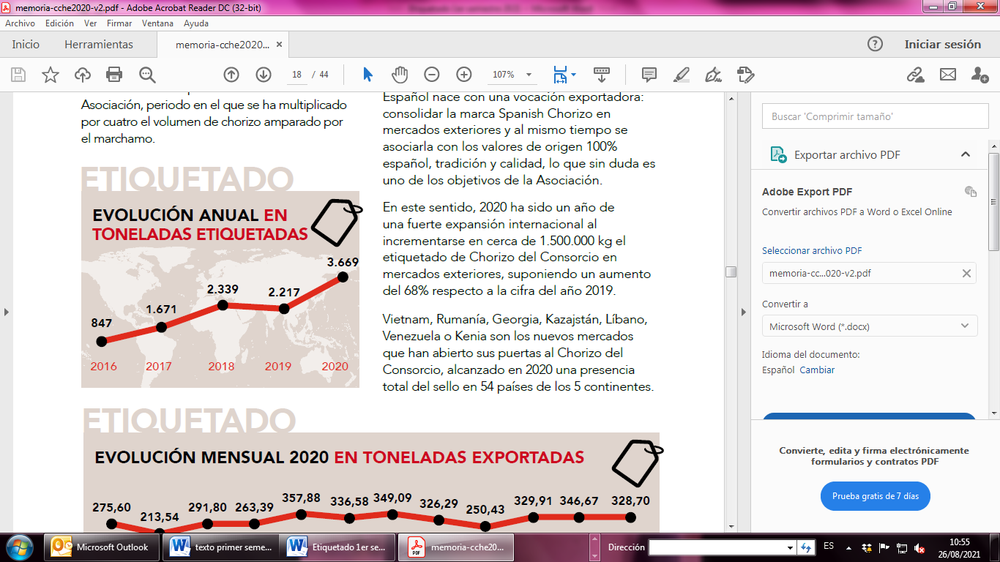 memoria-cche2020-v2.pdf - Adobe Acrobat Reader DC (32-bit)
Archivo Edición Ver Firmar Ventana Ayuda
Inicio Herramientas memoria-cche2020... × Iniciar sesión
18 / 44 107%
Asociación, periodo en el que se ha multiplicado
por cuatro el volumen de chorizo amparado por
el marchamo.
ETIQUETADO
EVOLUCIÓN ANUAL EN
TONELADAS ETIQUETADAS
847 1.671 2.339 2.217 3.669
2016 2017 2018 2019 2020
Español nace con una vocación exportadora:
consolidar la marca Spanish Chorizo en
mercados exteriores y al mismo tiempo se
asociarla con los valores de origen 100%
español, tradición y calidad, lo que sin duda es
uno de los objetivos de la Asociación.
En este sentido, 2020 ha sido un año de
una fuerte expansión internacional al
incrementarse en cerca de 1.500.000 kg el
etiquetado de Chorizo del Consorcio en
mercados exteriores, suponiendo un aumento
del 68% respecto a la cifra del año 2019.
Vietnam, Rumanía, Georgia, Kazajstán, Líbano,
Venezuela o Kenia son los nuevos mercados
que han abierto sus puertas al Chorizo del
Consorcio, alcanzado en 2020 una presencia
total del sello en 54 países de los 5 continentes.
ETIQUETADO
EVOLUCIÓN MENSUAL 2020 EN TONELADAS EXPORTADAS
275,60 213,54 291,80 263,39 357,88 336,58 349,09 326,29 250,43 329,91 346,67 328,70
Buscar 'Comprimir tamaño'
Exportar archivo PDF
Adobe Export PDF
Convertir archivos PDF a Word o Excel Online
Seleccionar archivo PDF
memoria-cc...020-v2.pdf
Convertir a
Microsoft Word (*.docx)
Idioma del documento:
Español Cambiar
Convierte, edita y firma electrónicamente
formularios y contratos PDF
Prueba gratis de 7 días
Microsoft Outlook texto primer seme... Etiquetado 1er se... memoria-cche20... Dirección ES 10:55
26/08/2021